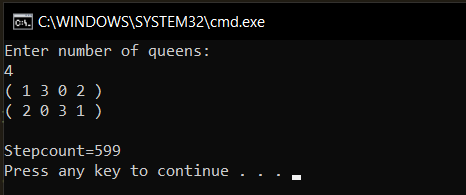 C:\WINDOWS\SYSTEM32\cmd.exe
Enter number of queens:
4
( 1 3 0 2 )
( 2 0 3 1 )
Stepcount=599
Press any key to continue . . .